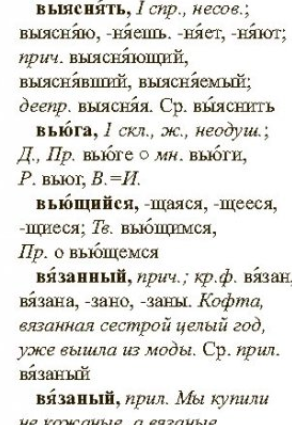 выясня́ть, I спр., несов.;
выясня́ю, -ня́ешь. -ня́ет, -ня́ют;
прич. выясня́ющий,
выясня́вший, выясня́емый;
деепр. выясня́я. Ср. вы́яснить
вью́га, 1 скл., ж., неодуш.;
Д., Пр. вью́ге ○ мн. вью́ги,
Р. вьюг, В.=И.
вью́щийся, -щаяся, -щееся,
-щиеся; Тв. вью́щимся,
Пр. о вью́щемся
вя́занный, прич.; кр.ф. вя́зан,
вя́зана, -зано, -заны. Кофта,
вязанная сестрой целый год,
уже вышла из моды. Ср. прил.
вя́заный
вя́заный, прил. Мы купили
не кожаные, а вязаные